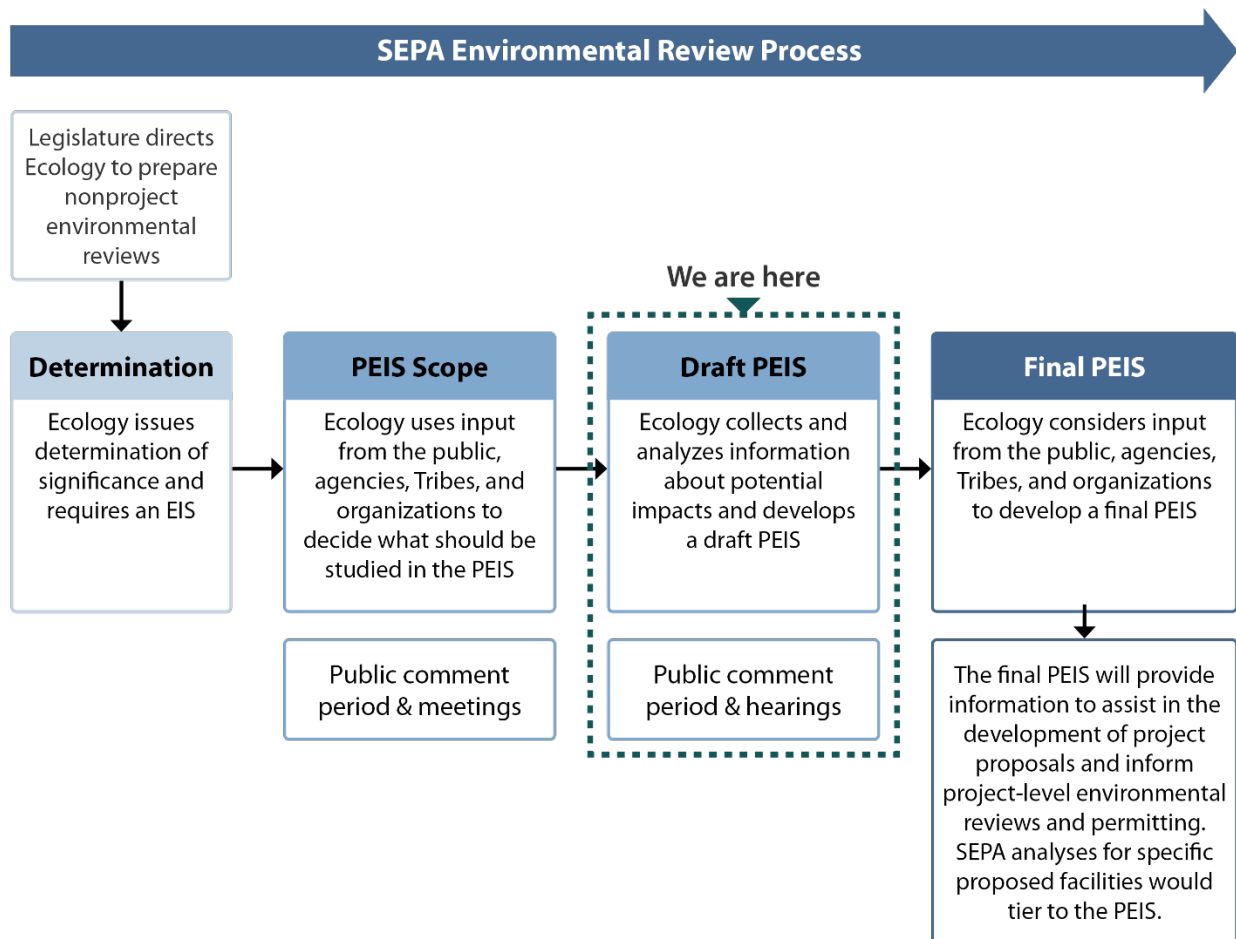 SEPA Environmental Review Process
Legislature directs
Ecology to prepare
nonproject
environmental
reviews
We are here
Determination
Ecology issues
determination of
significance and
requires an EIS
PEIS Scope
Ecology uses input
from the public,
agencies, Tribes, and
organizations to
decide what should be
studied in the PEIS
Public comment
period & meetings
Draft PEIS
Ecology collects and
analyzes information
about potential
impacts and develops
a draft PEIS
Public comment
period & hearings
Final PEIS
Ecology considers input
from the public, agencies,
Tribes, and organizations
to develop a final PEIS
The final PEIS will provide
information to assist in the
development of project
proposals and inform
project-level environmental
reviews and permitting.
SEPA analyses for specific
proposed facilities would
tier to the PEIS.